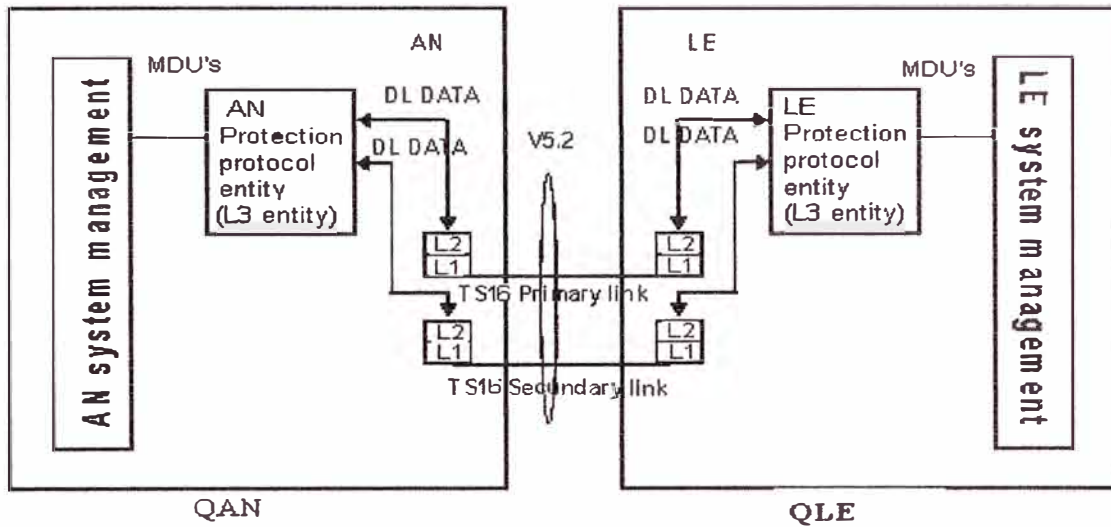 AN
LE
MDU's
MDU's
AN system management
AN
Protection
protocol
entity
(L3 entity)
DL DATA
DL DATA
V5.2
DL DATA
DL DATA
LE
Protection
protocol
entity
(L3 entity)
LE system management
L2
L1
L2
L1
TS16 Primary link
L2
L1
L2
L1
TS16 Secundary link
QAN
QLE